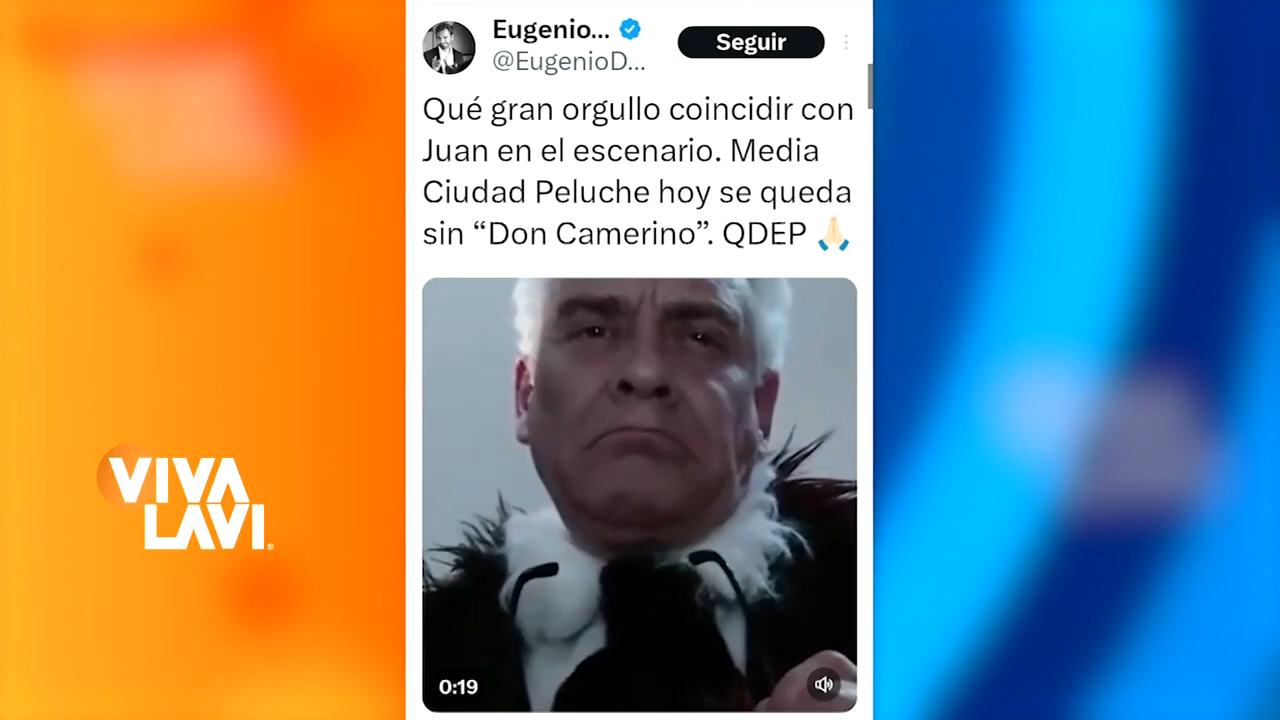 Eugenio...
@EugenioD...
Seguir
Qué gran orgullo coincidir con
Juan en el escenario. Media
Ciudad Peluche hoy se queda
sin “Don Camerino”. QDEP 🙏🏻
0:19
VIVA
LAVI